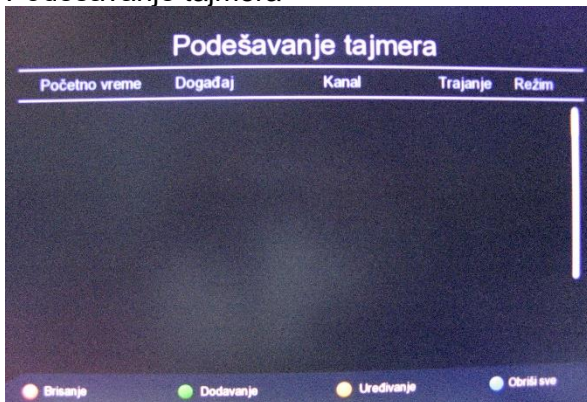 Podešavanje tajmera
Podešavanje tajmera
Početno vreme Događaj Kanal Trajanje Režim
Brisanje Dodavanje Uređivanje Obriši sve